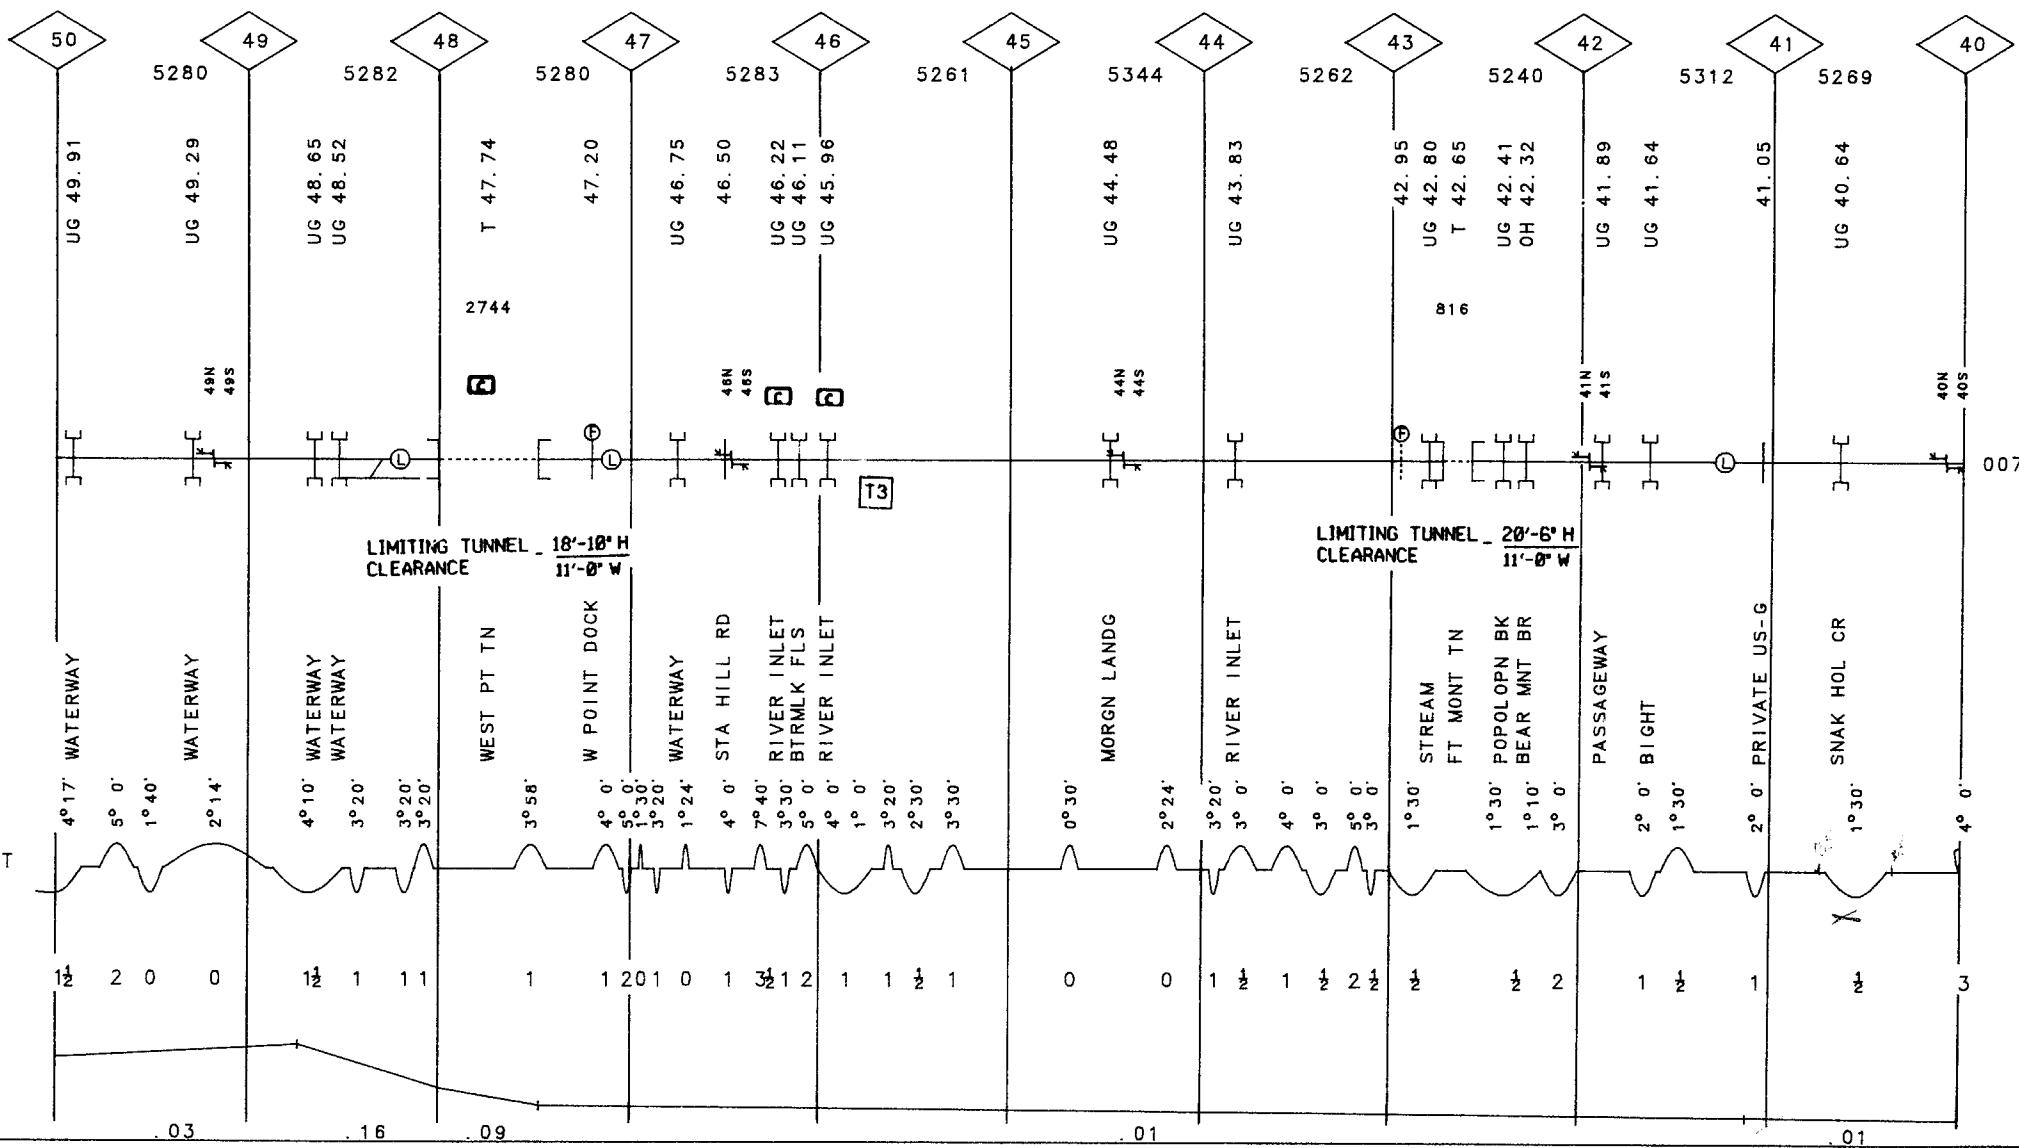 50 49 48 47 46 45 44 43 42 41 40
5280 5282 5280 5283 5261 5344 5262 5240 5312 5269
UG 49.91
UG 49.29
UG 48.65
UG 48.52
T 47.74
47.20
UG 46.75
46.50
UG 46.22
UG 46.11
UG 45.96
UG 44.48
UG 43.83
42.95
UG 42.80
T 42.65
UG 42.41
OH 42.32
UG 41.89
UG 41.64
41.05
UG 40.64
2744
816
49N
49S
C
46N
46S
C
C
44N
44S
41N
41S
40N
40S
L
F
L
F
L
007
T3
LIMITING TUNNEL - 18'-10" H
CLEARANCE 11'-0" W
LIMITING TUNNEL - 20'-6" H
CLEARANCE 11'-0" W
WATERWAY
WATERWAY
WATERWAY
WATERWAY
WEST PT TN
W POINT DOCK
WATERWAY
STA HILL RD
RIVER INLET
BTRMLK FLS
RIVER INLET
MORGN LANDG
RIVER INLET
STREAM
FT MONT TN
POPOLOPN BK
BEAR MNT BR
PASSAGEWAY
BIGHT
PRIVATE US-G
SNAK HOL CR
4°17'
5° 0'
1°40'
2°14'
4°10'
3°20'
3°20'
3°20'
3°58'
4° 0'
5° 0'
1°30'
3°20'
1°24'
4° 0'
7°40'
3°30'
5° 0'
4° 0'
1° 0'
3°20'
2°30'
3°30'
0°30'
2°24'
3°20'
3° 0'
4° 0'
3° 0'
5° 0'
3° 0'
1°30'
1°30'
1°10'
3° 0'
2° 0'
1°30'
2° 0'
1°30'
4° 0'
T
1½ 2 0 0 1½ 1 1 1 1 1 2 0 1 0 1 3½ 1 2 1 1 ½ 1 0 0 1 ½ 1 ½ 2 ½ ½ ½ 2 1 ½ 1 ½ 3
.03 .16 .09 .01 .01